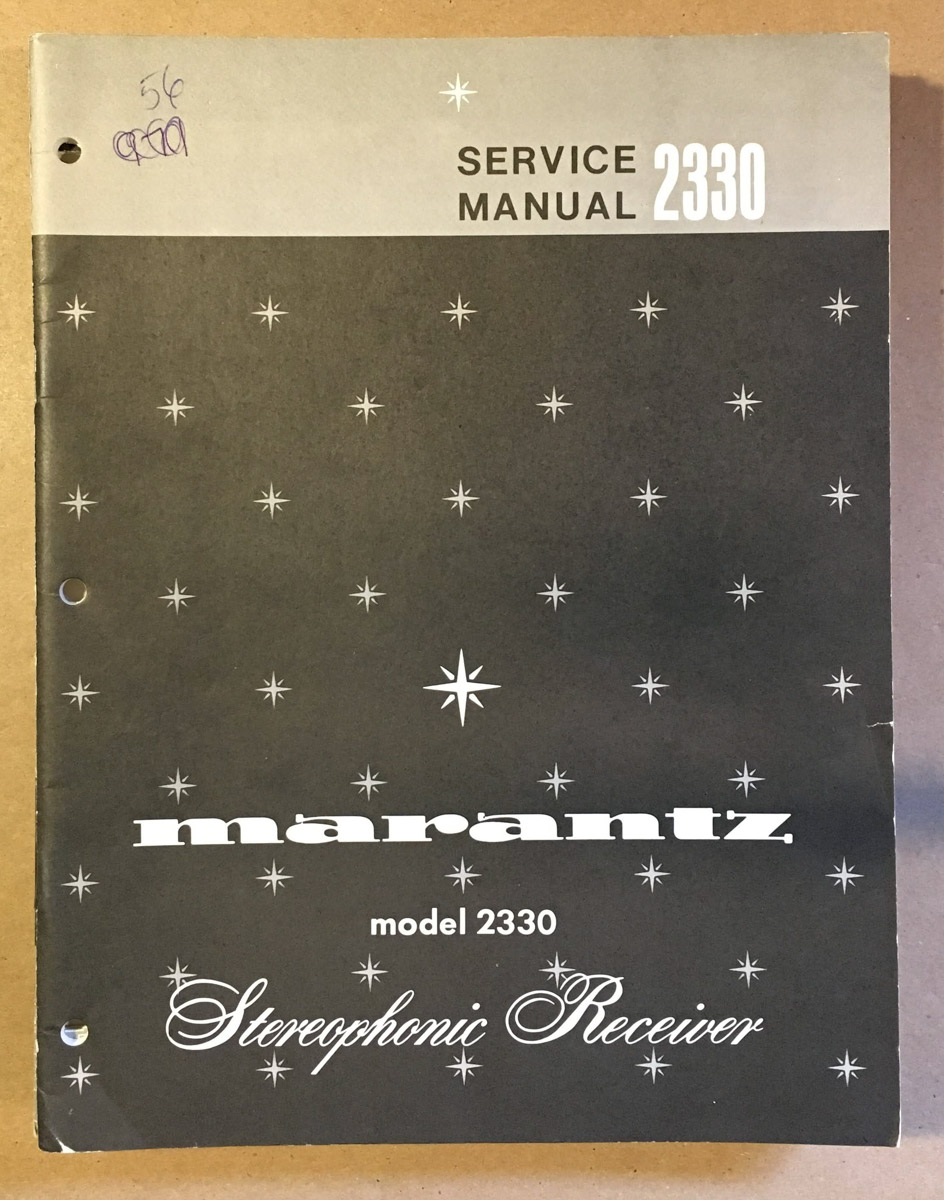 56
SERVICE
MANUAL 2330
marantz
model 2330
Stereophonic Receiver